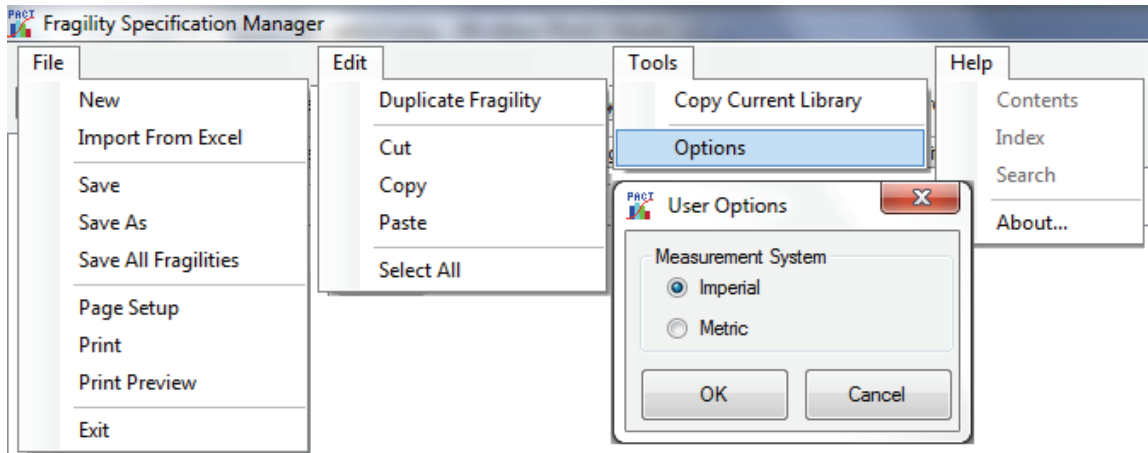 PACT Fragility Specification Manager
File
New
Import From Excel
Save
Save As
Save All Fragilities
Page Setup
Print
Print Preview
Exit
Edit
Duplicate Fragility
Cut
Copy
Paste
Select All
Tools
Copy Current Library
Options
PACT User Options
Measurement System
Imperial
Metric
OK Cancel
Help
Contents
Index
Search
About...